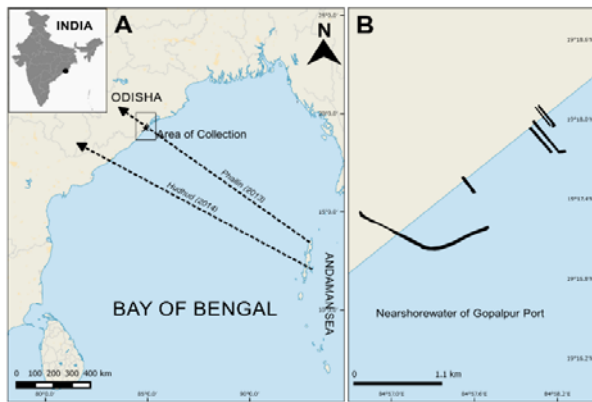 INDIA
A
N
ODISHA
Area of Collection
Phailin (2013)
Hudhud (2014)
BAY OF BENGAL
ANDAMAN SEA
0 100 200 300 400 km
B
Nearshorewater of Gopalpur Port
0 1.1 km